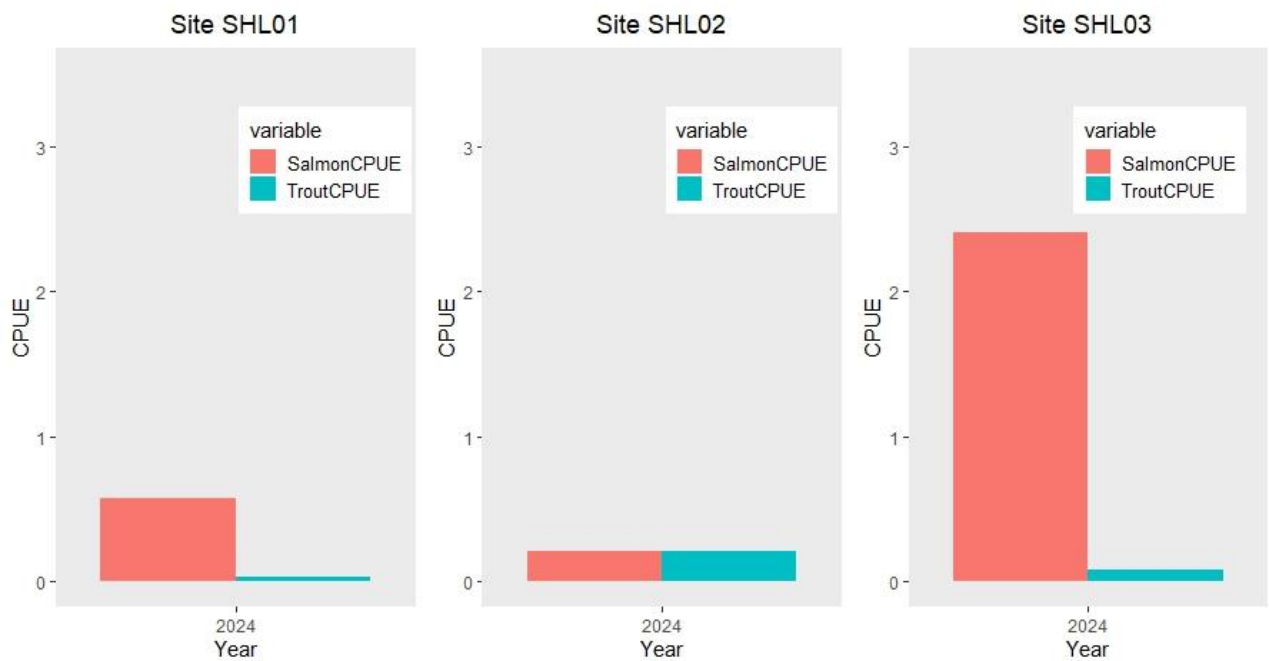 Site SHL01
CPUE
3
2
1
0
variable
SalmonCPUE
TroutCPUE
2024
Year
Site SHL02
CPUE
3
2
1
0
variable
SalmonCPUE
TroutCPUE
2024
Year
Site SHL03
CPUE
3
2
1
0
variable
SalmonCPUE
TroutCPUE
2024
Year